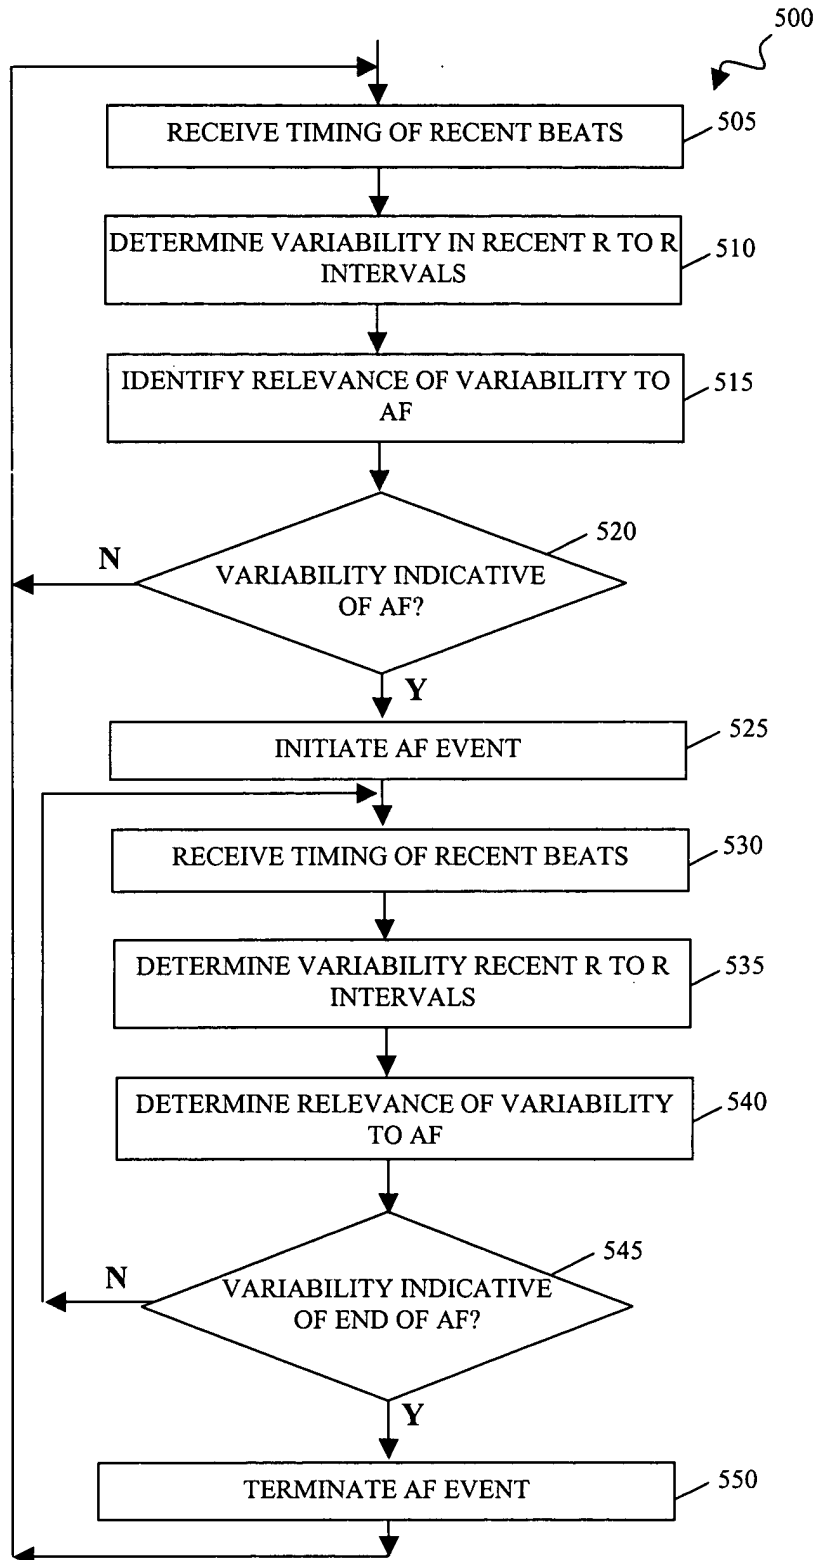 500
RECEIVE TIMING OF RECENT BEATS
505
DETERMINE VARIABILITY IN RECENT R TO R
INTERVALS
510
IDENTIFY RELEVANCE OF VARIABILITY TO
AF
515
520
N
VARIABILITY INDICATIVE
OF AF?
Y
INITIATE AF EVENT
525
RECEIVE TIMING OF RECENT BEATS
530
DETERMINE VARIABILITY RECENT R TO R
INTERVALS
535
DETERMINE RELEVANCE OF VARIABILITY
TO AF
540
545
N
VARIABILITY INDICATIVE
OF END OF AF?
Y
TERMINATE AF EVENT
550